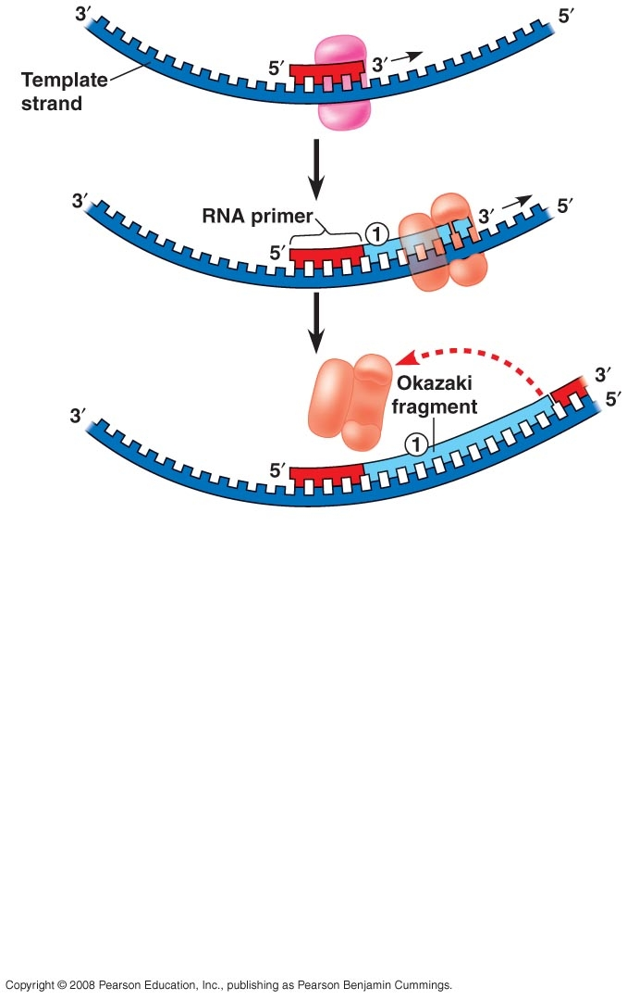 3′
5′
5′
3′
Template
strand
3′
5′
RNA primer
1
3′
5′
Okazaki
fragment
3′
5′
3′
1
5′
Copyright © 2008 Pearson Education, Inc., publishing as Pearson Benjamin Cummings.